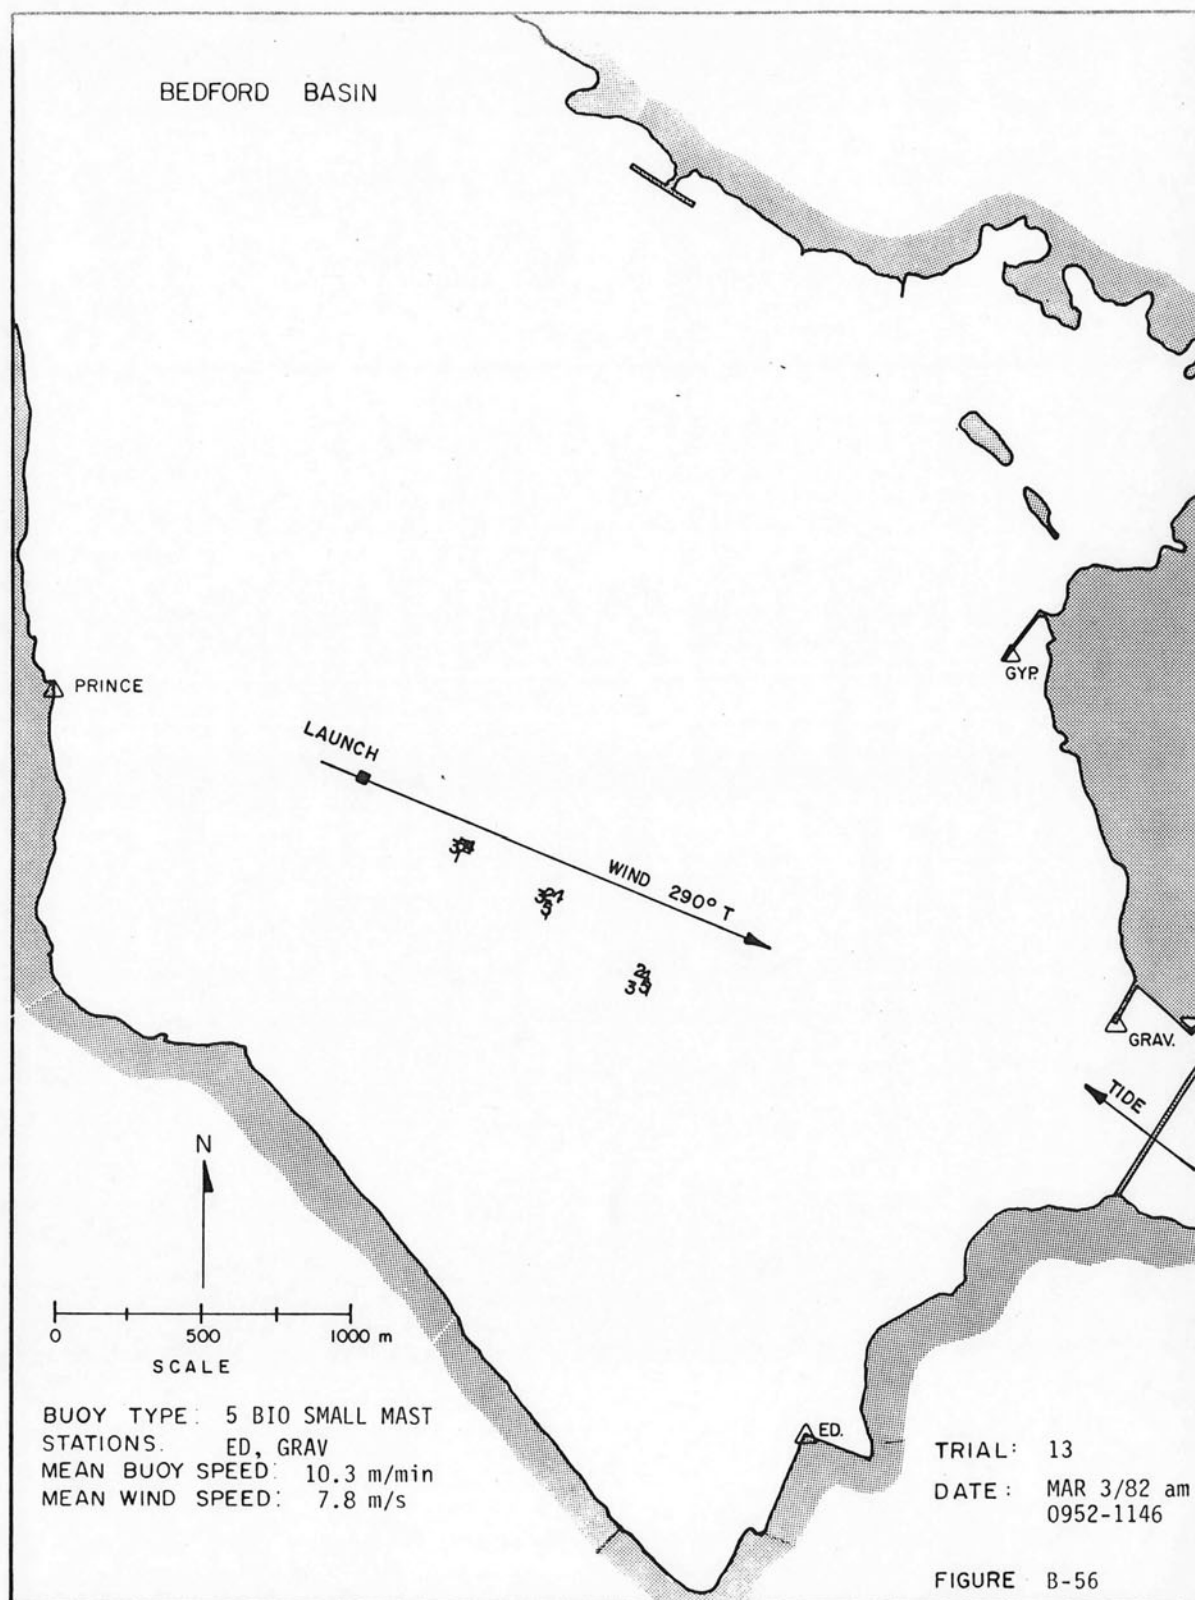 BEDFORD BASIN
PRINCE
GYP.
LAUNCH
WIND 290° T
2
3
GRAV.
TIDE
N
0 500 1000 m
SCALE
BUOY TYPE: 5 BIO SMALL MAST
STATIONS. ED, GRAV
MEAN BUOY SPEED: 10.3 m/min
MEAN WIND SPEED: 7.8 m/s
ED.
TRIAL: 13
DATE: MAR 3/82 am
0952-1146
FIGURE B-56